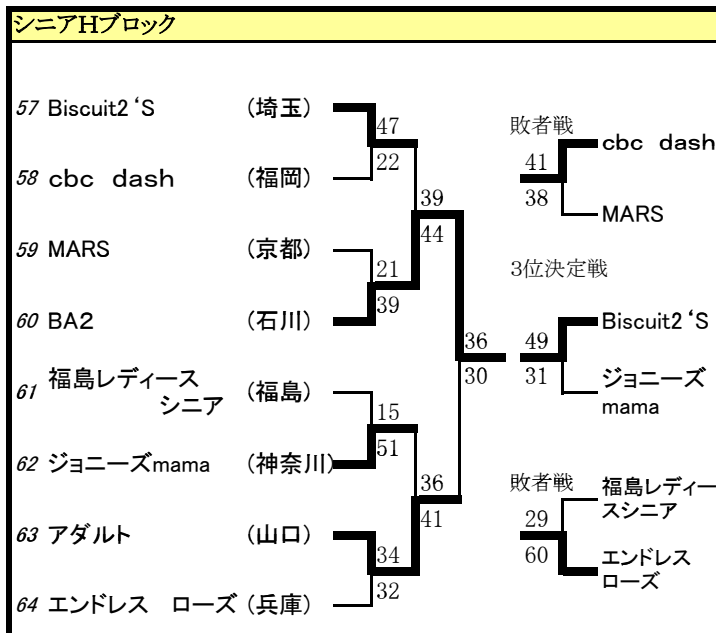 シニアHブロック
57 Biscuit2‘S (埼玉)
47
22
58 cbc dash (福岡)
39
44
59 MARS (京都)
21
39
60 BA2 (石川)
36
30
61 福島レディース
シニア (福島)
15
51
62 ジョニーズmama (神奈川)
36
41
63 アダルト (山口)
34
32
64 エンドレス ローズ (兵庫)
敗者戦
cbc dash
41
38
MARS
3位決定戦
Biscuit2‘S
49
31
ジョニーズ
mama
敗者戦
福島レディー
スシニア
29
60
エンドレス
ローズ